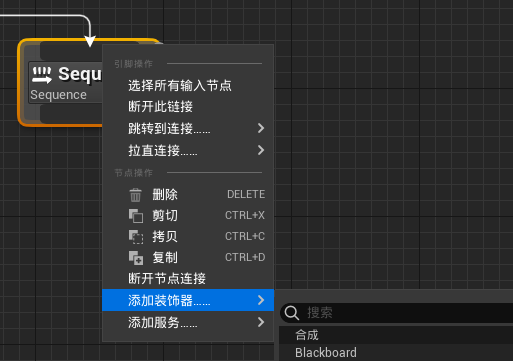 Sequ
Sequence
引脚操作
选择所有输入节点
断开此链接
跳转到连接......
拉直连接......
节点操作
删除 DELETE
剪切 CTRL+X
拷贝 CTRL+C
复制 CTRL+D
断开节点连接
添加装饰器......
添加服务......
搜索
合成
Blackboard